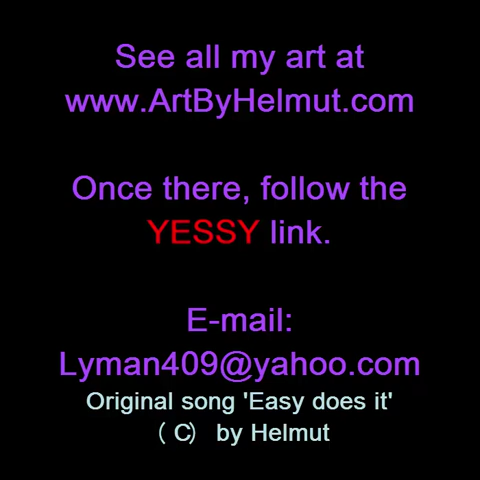 See all my art at
www.ArtByHelmut.com
Once there, follow the
YESSY link.
E-mail:
Lyman409@yahoo.com
Original song 'Easy does it'
( C) by Helmut